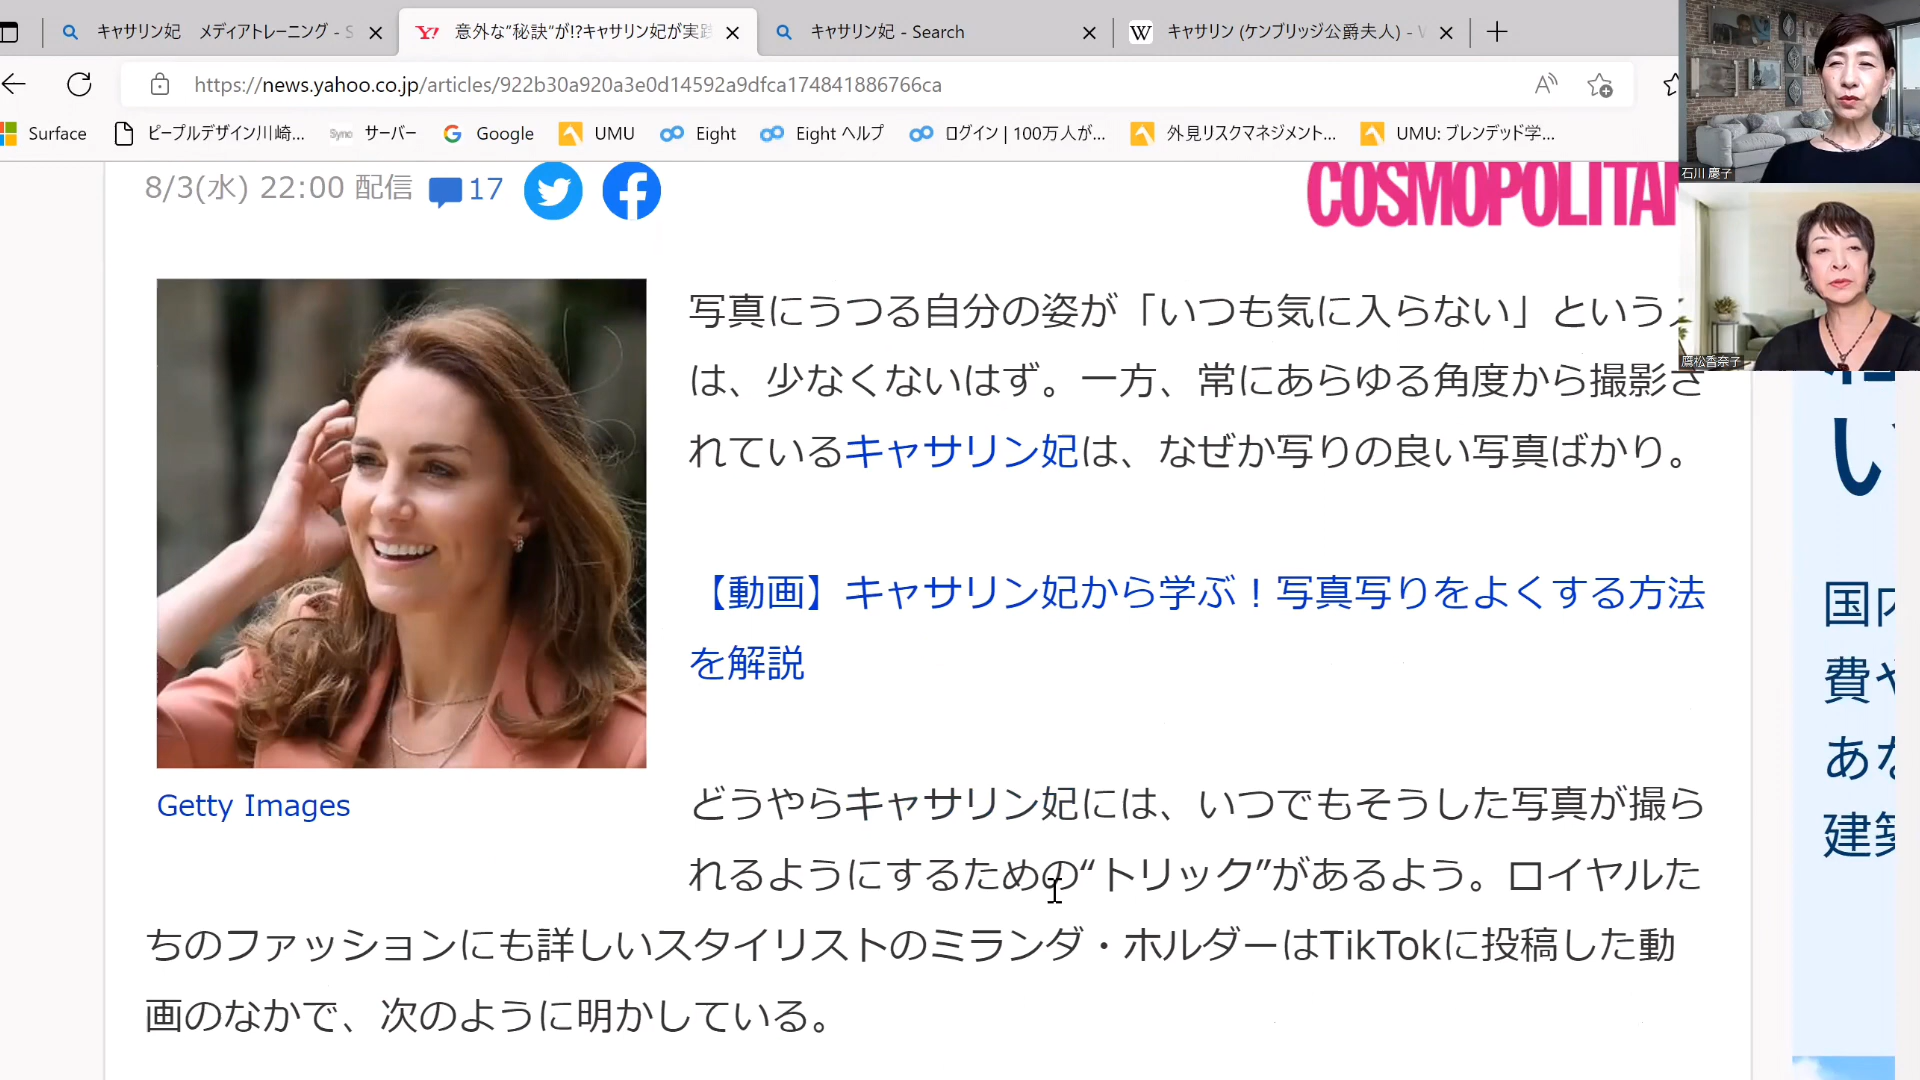 キャサリン妃　メディアトレーニング - S
意外な”秘訣”が!?キャサリン妃が実践
キャサリン妃 - Search
W キャサリン (ケンブリッジ公爵夫人) - W
https://news.yahoo.co.jp/articles/922b30a920a3e0d14592a9dfca174841886766ca
Surface
ピープルデザイン川崎...
サーバー
Google
UMU
Eight
Eight ヘルプ
ログイン | 100万人が...
外見リスクマネジメント...
UMU: ブレンデッド学...
石川 慶子
鷹松香奈子
8/3(水) 22:00 配信
17
COSMOPOLITAN
写真にうつる自分の姿が「いつも気に入らない」という
は、少なくないはず。一方、常にあらゆる角度から撮影さ
れているキャサリン妃は、なぜか写りの良い写真ばかり。
【動画】キャサリン妃から学ぶ！写真写りをよくする方法
を解説
Getty Images
どうやらキャサリン妃には、いつでもそうした写真が撮ら
れるようにするための“トリック”があるよう。ロイヤルた
ちのファッションにも詳しいスタイリストのミランダ・ホルダーはTikTokに投稿した動
画のなかで、次のように明かしている。
い
国内
費や
あな
建築